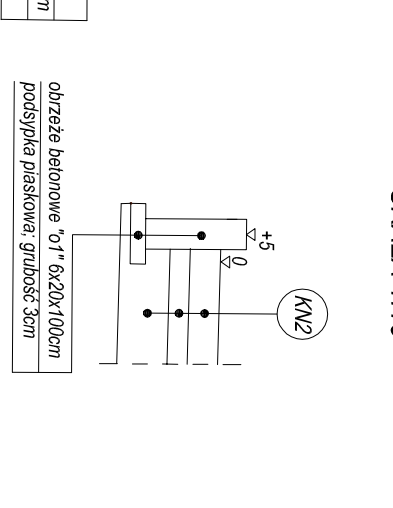 KN2
+5
0
obrzeże betonowe "o1" 6x20x100cm
podsypka piaskowa; grubość 3cm
m